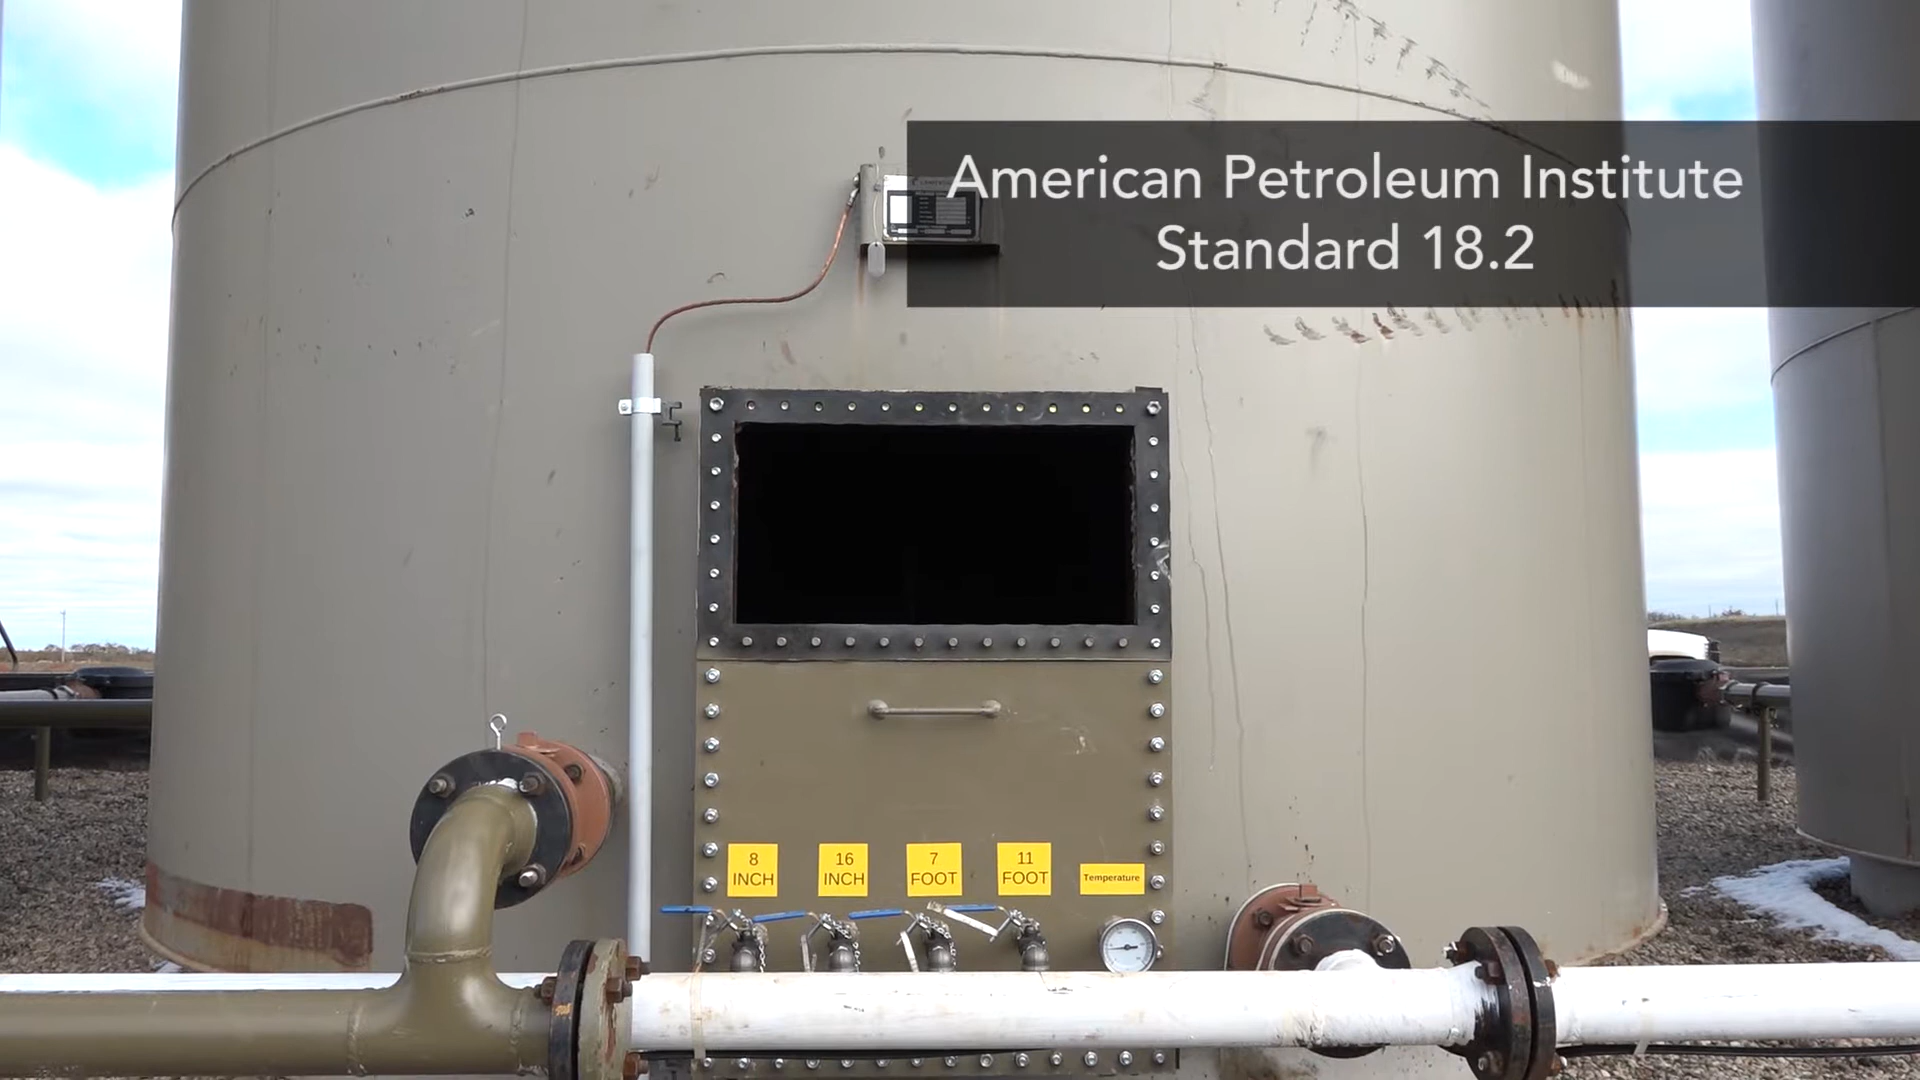 American Petroleum Institute
Standard 18.2
8
INCH
16
INCH
7
FOOT
11
FOOT
Temperature